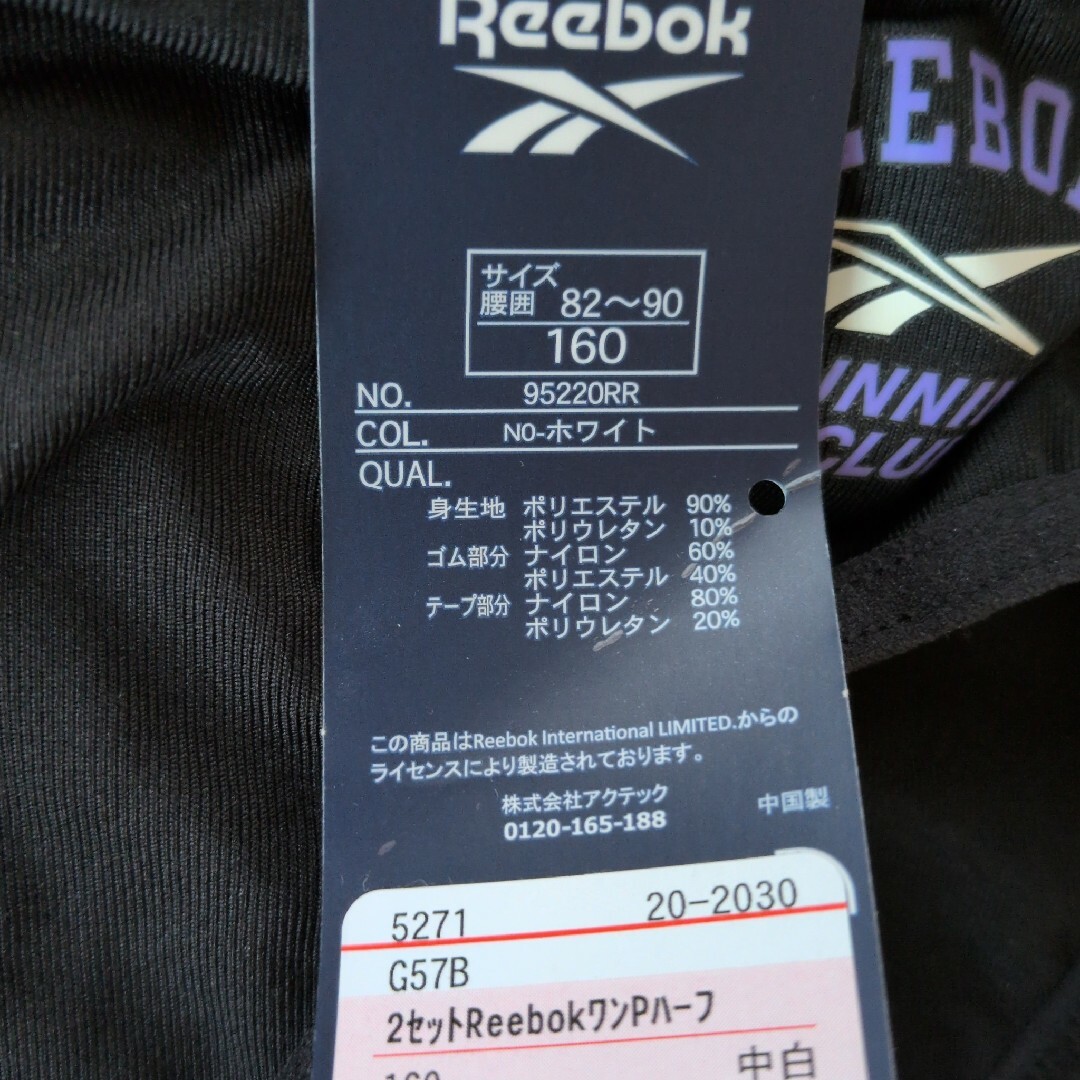 Reebok
サイズ
腰囲 82〜90
160
NO. 95220RR
COL. NO-ホワイト
QUAL.
身生地 ポリエステル 90%
ポリウレタン 10%
ゴム部分 ナイロン 60%
ポリエステル 40%
テープ部分 ナイロン 80%
ポリウレタン 20%
この商品はReebok International LIMITED.からの
ライセンスにより製造されております。
株式会社アクテック
0120-165-188
中国製
5271 20-2030
G57B
2セットReebokワンPハーフ
160 中白
EEBO
UNNI
CLU